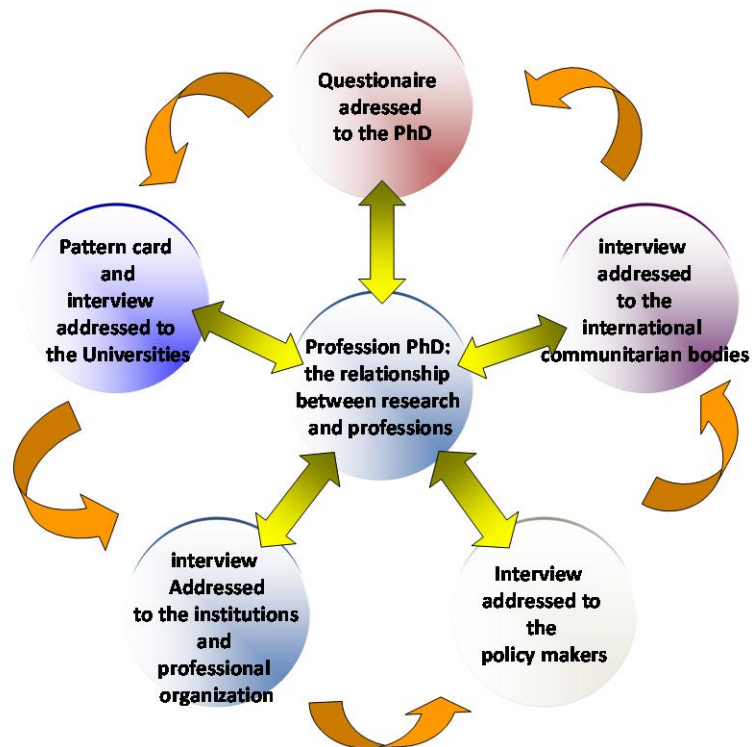 Questionaire
adressed
to the PhD
Pattern card
and
interview
addressed to
the Universities
interview
addressed
to the
international
communitarian bodies
Profession PhD:
the relationship
between research
and professions
interview
Addressed
to the institutions
and
professional
organization
Interview
addressed to
the
policy makers